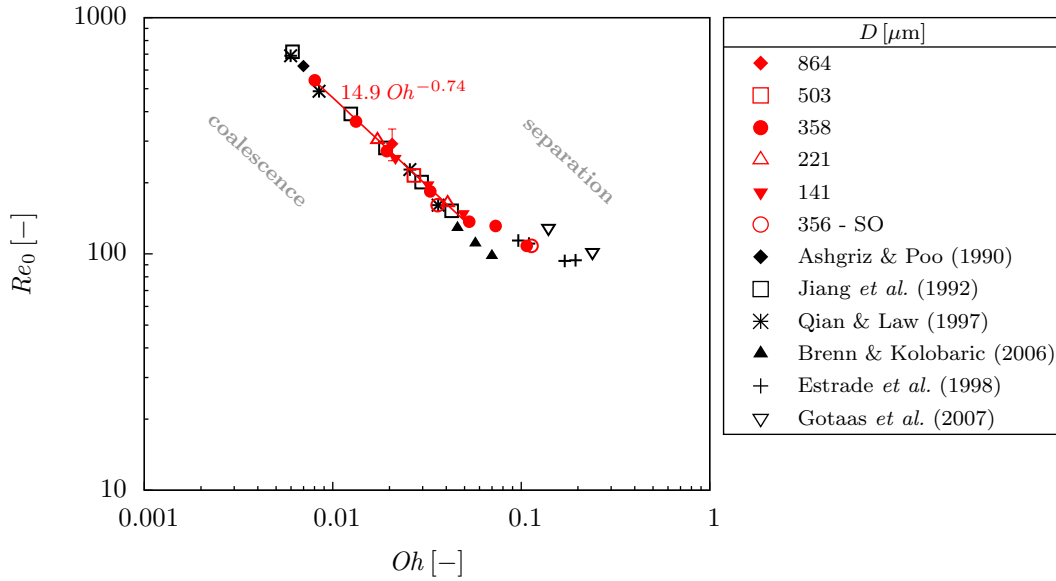 1000
100
10
0.001
0.01
0.1
1
Re₀ [−]
Oh [−]
coalescence
separation
14.9 Oh⁻⁰·⁷⁴
D [μm]
864
503
358
221
141
356 - SO
Ashgriz & Poo (1990)
Jiang et al. (1992)
Qian & Law (1997)
Brenn & Kolobaric (2006)
Estrade et al. (1998)
Gotaas et al. (2007)